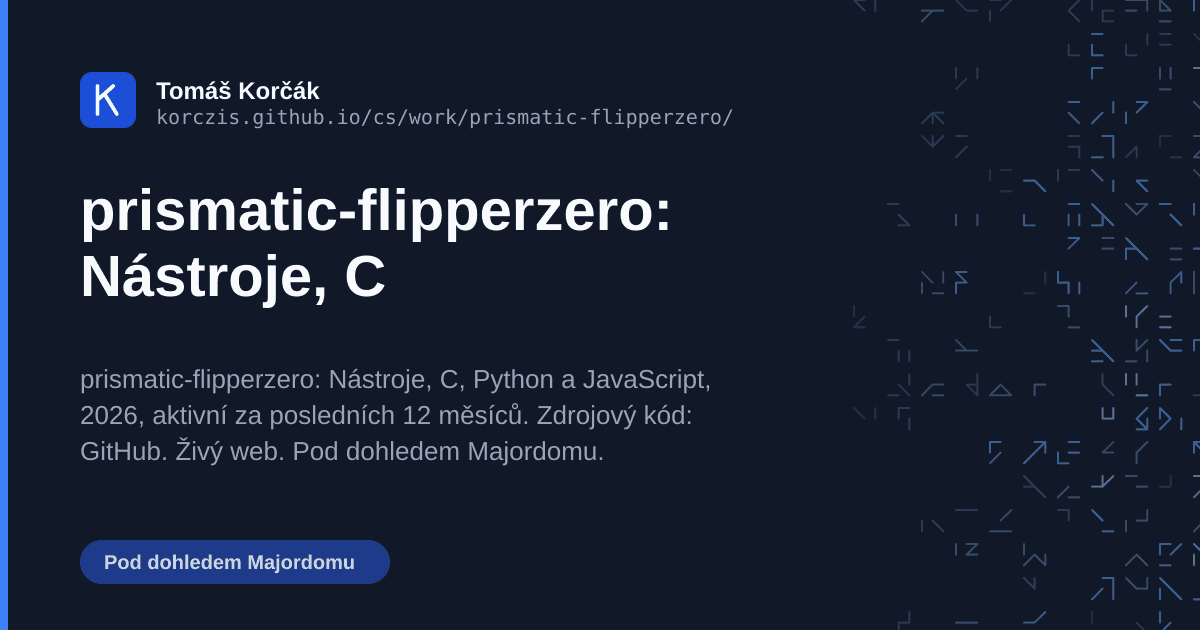 Tomáš Korčák
korczis.github.io/cs/work/prismatic-flipperzero/
prismatic-flipperzero:
Nástroje, C
prismatic-flipperzero: Nástroje, C, Python a JavaScript,
2026, aktivní za posledních 12 měsíců. Zdrojový kód:
GitHub. Živý web. Pod dohledem Majordomu.
Pod dohledem Majordomu